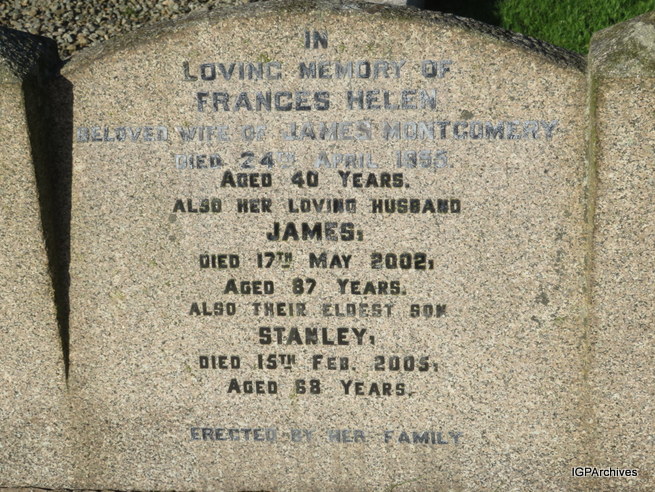 IN
LOVING MEMORY OF
FRANCES HELEN
BELOVED WIFE OF JAMES MONTGOMERY
DIED 24TH APRIL
AGED 40 YEARS.
ALSO HER LOVING HUSBAND
JAMES,
DIED 17TH MAY 2002,
AGED 87 YEARS.
ALSO THEIR ELDEST SON
STANLEY,
DIED 15TH FEB. 2005,
AGED 68 YEARS.
ERECTED BY HER FAMILY
IGPArchives